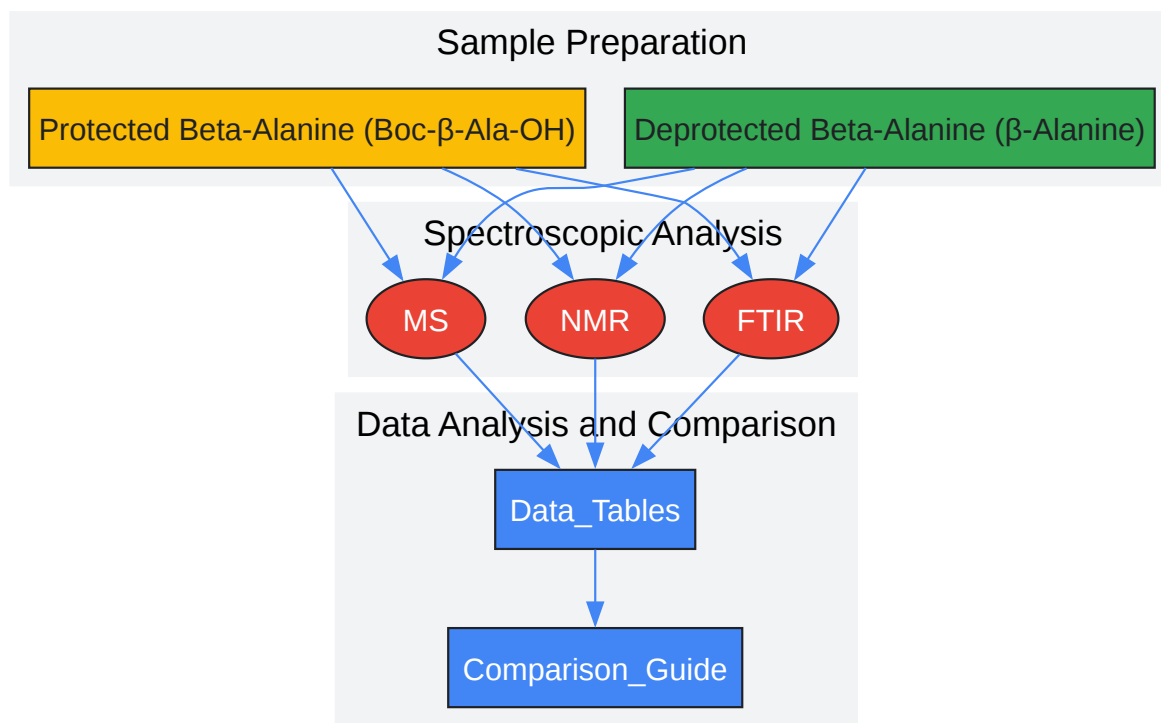 Sample Preparation
Protected Beta-Alanine (Boc-β-Ala-OH)
Deprotected Beta-Alanine (β-Alanine)
Spectroscopic Analysis
MS
NMR
FTIR
Data Analysis and Comparison
Data_Tables
Comparison_Guide